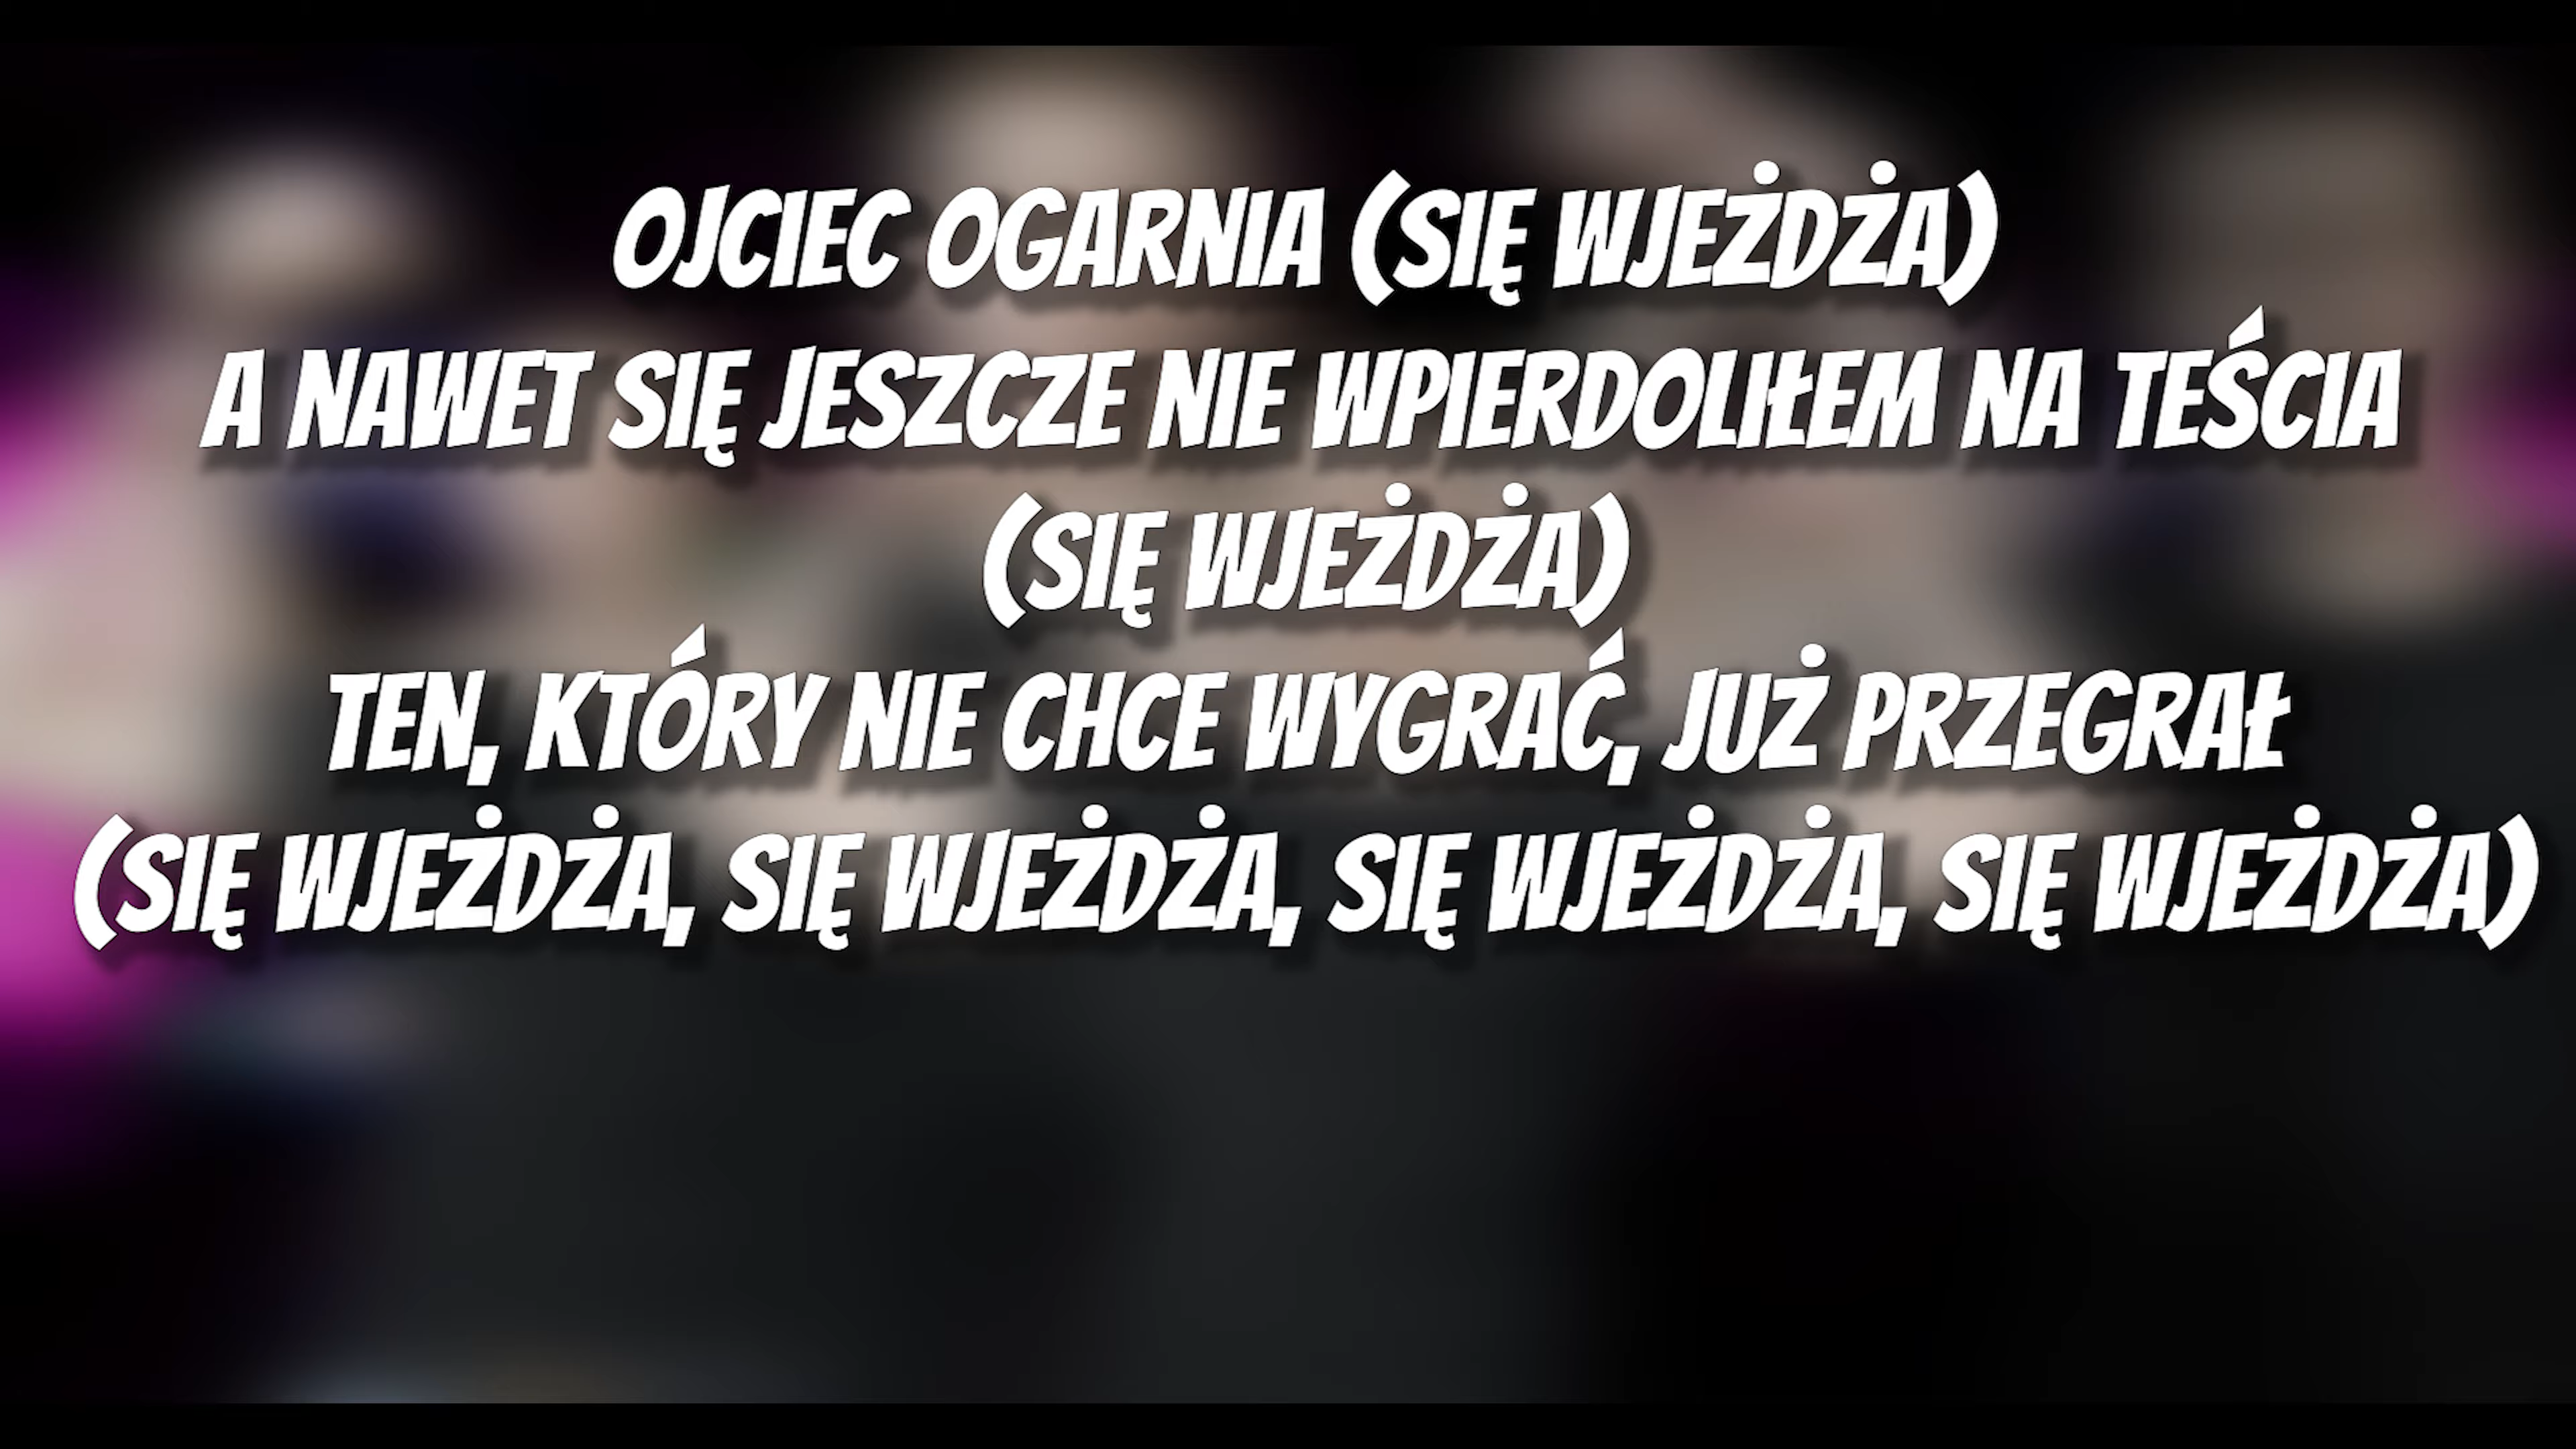 OJCIEC OGARNIA (SIĘ WJEŻDŻA)
A NAWET SIĘ JESZCZE NIE WPIERDOLIŁEM NA TEŚCIA
(SIĘ WJEŻDŻA)
TEN, KTÓRY NIE CHCE WYGRAĆ, JUŻ PRZEGRAŁ
(SIĘ WJEŻDŻA, SIĘ WJEŻDŻA, SIĘ WJEŻDŻA, SIĘ WJEŻDŻA)